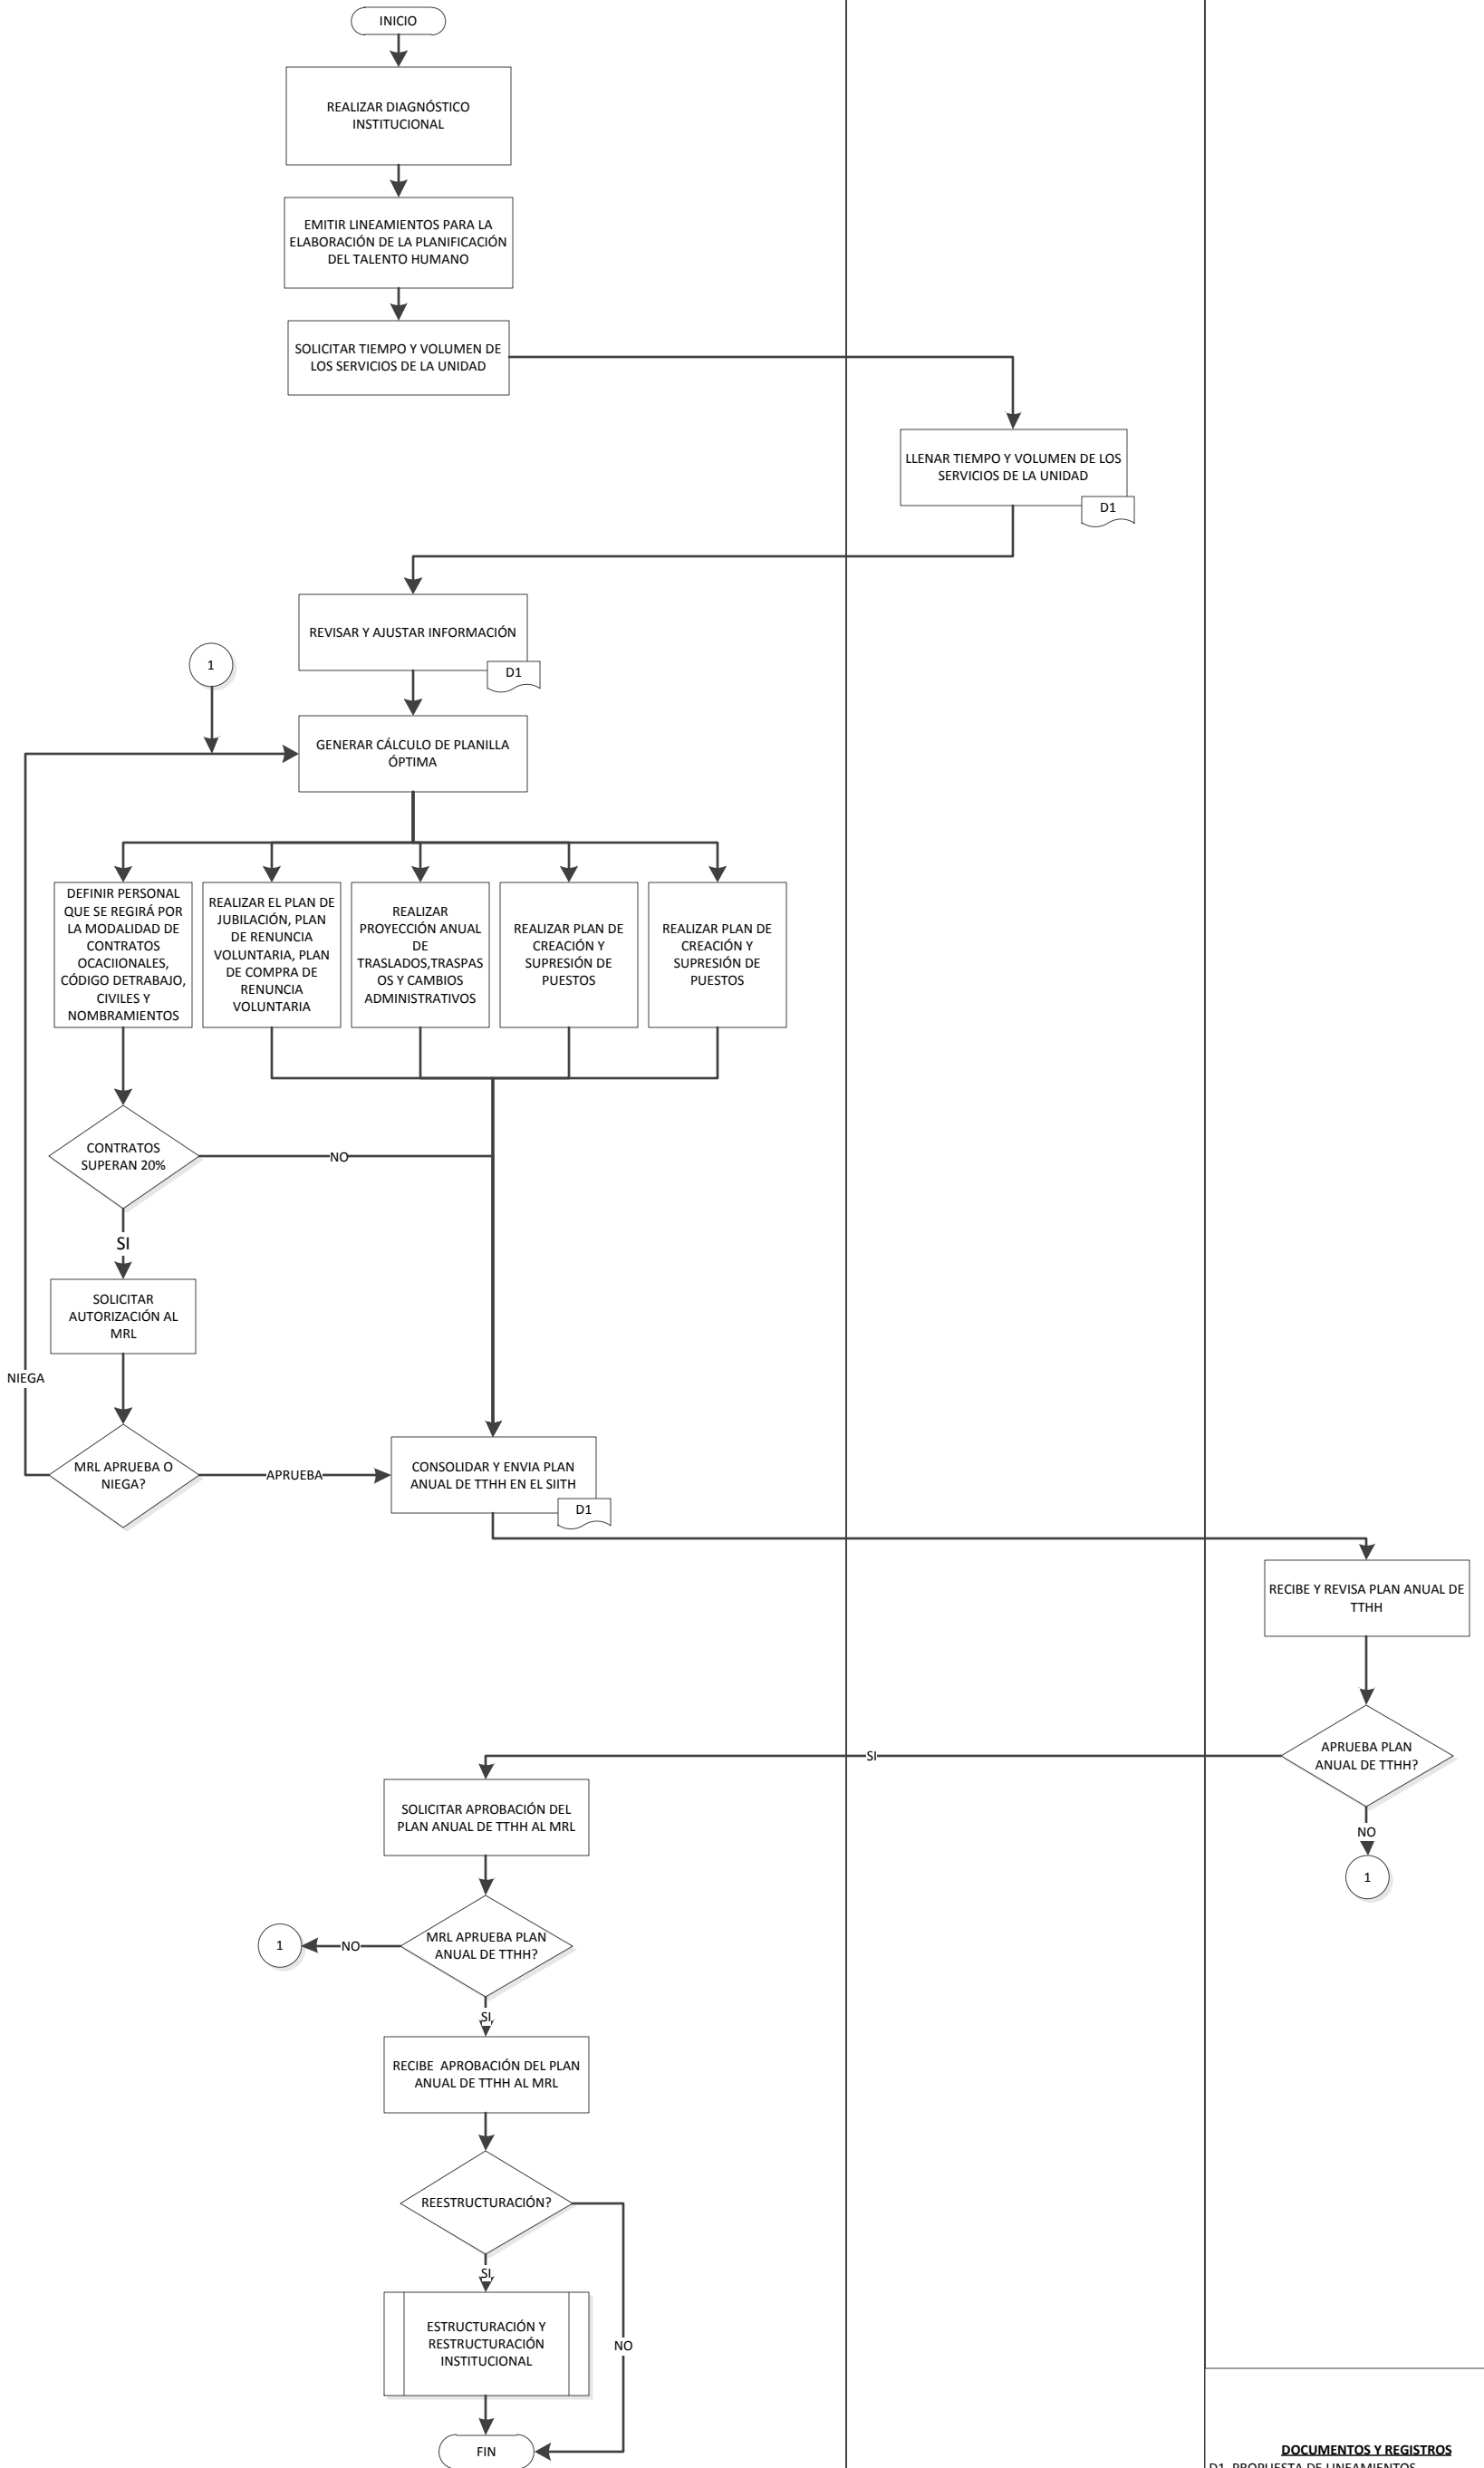 INICIO
REALIZAR DIAGNÓSTICO
INSTITUCIONAL
EMITIR LINEAMIENTOS PARA LA
ELABORACIÓN DE LA PLANIFICACIÓN
DEL TALENTO HUMANO
SOLICITAR TIEMPO Y VOLUMEN DE
LOS SERVICIOS DE LA UNIDAD
LLENAR TIEMPO Y VOLUMEN DE LOS
SERVICIOS DE LA UNIDAD
D1
REVISAR Y AJUSTAR INFORMACIÓN
D1
1
GENERAR CÁLCULO DE PLANILLA
ÓPTIMA
DEFINIR PERSONAL
QUE SE REGIRÁ POR
LA MODALIDAD DE
CONTRATOS
OCACIIONALES,
CÓDIGO DETRABAJO,
CIVILES Y
NOMBRAMIENTOS
REALIZAR EL PLAN DE
JUBILACIÓN, PLAN
DE RENUNCIA
VOLUNTARIA, PLAN
DE COMPRA DE
RENUNCIA
VOLUNTARIA
REALIZAR
PROYECCIÓN ANUAL
DE
TRASLADOS,TRASPAS
OS Y CAMBIOS
ADMINISTRATIVOS
REALIZAR PLAN DE
CREACIÓN Y
SUPRESIÓN DE
PUESTOS
REALIZAR PLAN DE
CREACIÓN Y
SUPRESIÓN DE
PUESTOS
CONTRATOS
SUPERAN 20%
NO
SI
SOLICITAR
AUTORIZACIÓN AL
MRL
NIEGA
MRL APRUEBA O
NIEGA?
APRUEBA
CONSOLIDAR Y ENVIA PLAN
ANUAL DE TTHH EN EL SIITH
D1
RECIBE Y REVISA PLAN ANUAL DE
TTHH
APRUEBA PLAN
ANUAL DE TTHH?
SI
NO
1
SOLICITAR APROBACIÓN DEL
PLAN ANUAL DE TTHH AL MRL
MRL APRUEBA PLAN
ANUAL DE TTHH?
NO
1
SI
RECIBE  APROBACIÓN DEL PLAN
ANUAL DE TTHH AL MRL
REESTRUCTURACIÓN?
SI
NO
ESTRUCTURACIÓN Y
RESTRUCTURACIÓN
INSTITUCIONAL
FIN
DOCUMENTOS Y REGISTROS
D1. PROPUESTA DE LINEAMIENTOS